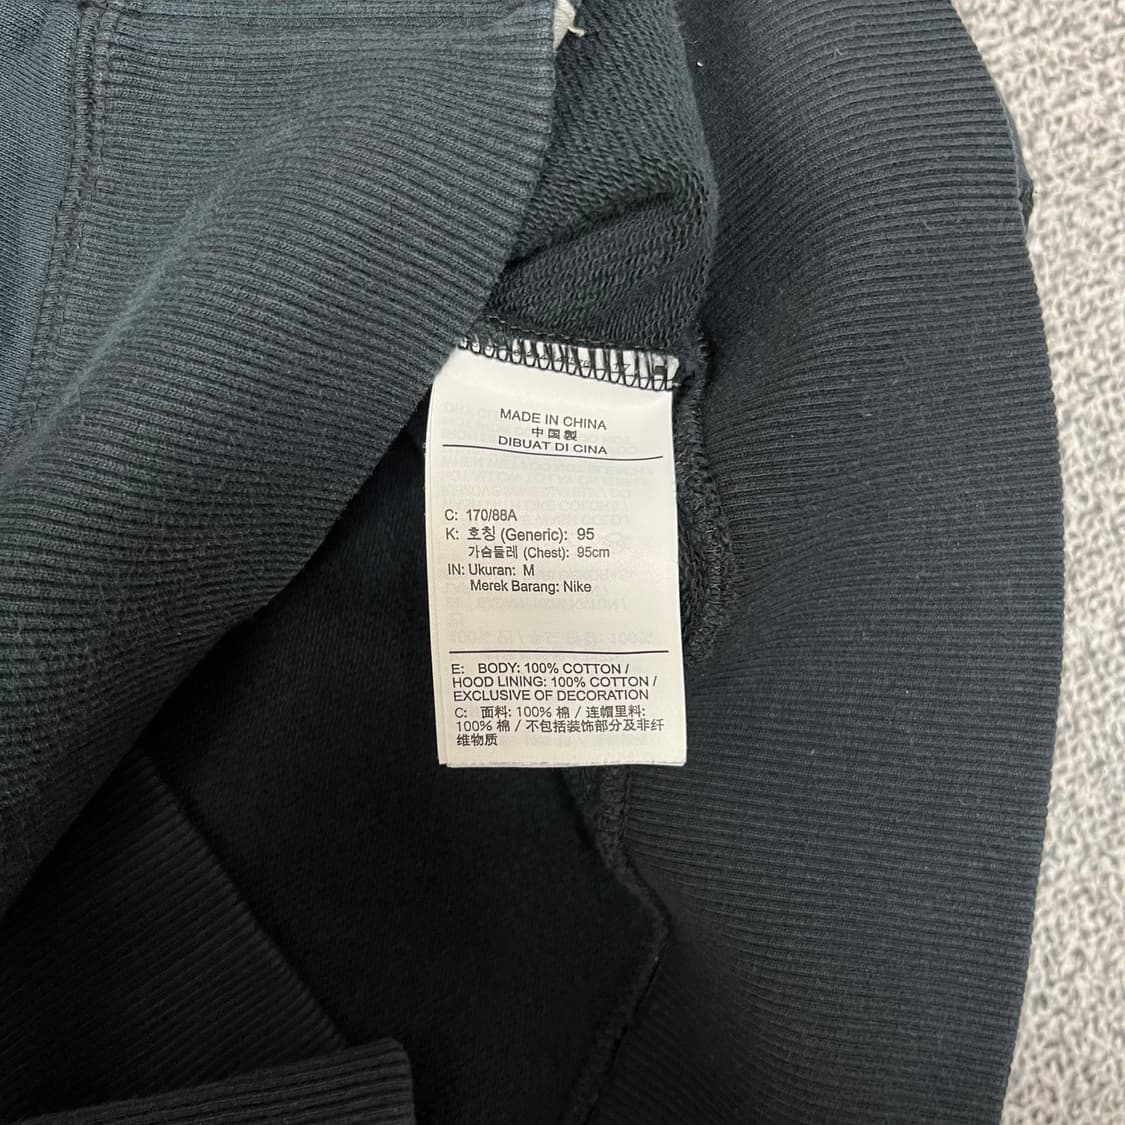 MADE IN CHINA
中国製
DIBUAT DI CINA
C: 170/88A
K: 호칭 (Generic): 95
가슴둘레 (Chest): 95cm
IN: Ukuran: M
Merek Barang: Nike
E: BODY: 100% COTTON /
HOOD LINING: 100% COTTON /
EXCLUSIVE OF DECORATION
C: 面料: 100% 棉 / 连帽里料:
100% 棉 / 不包括装饰部分及非纤
维物质